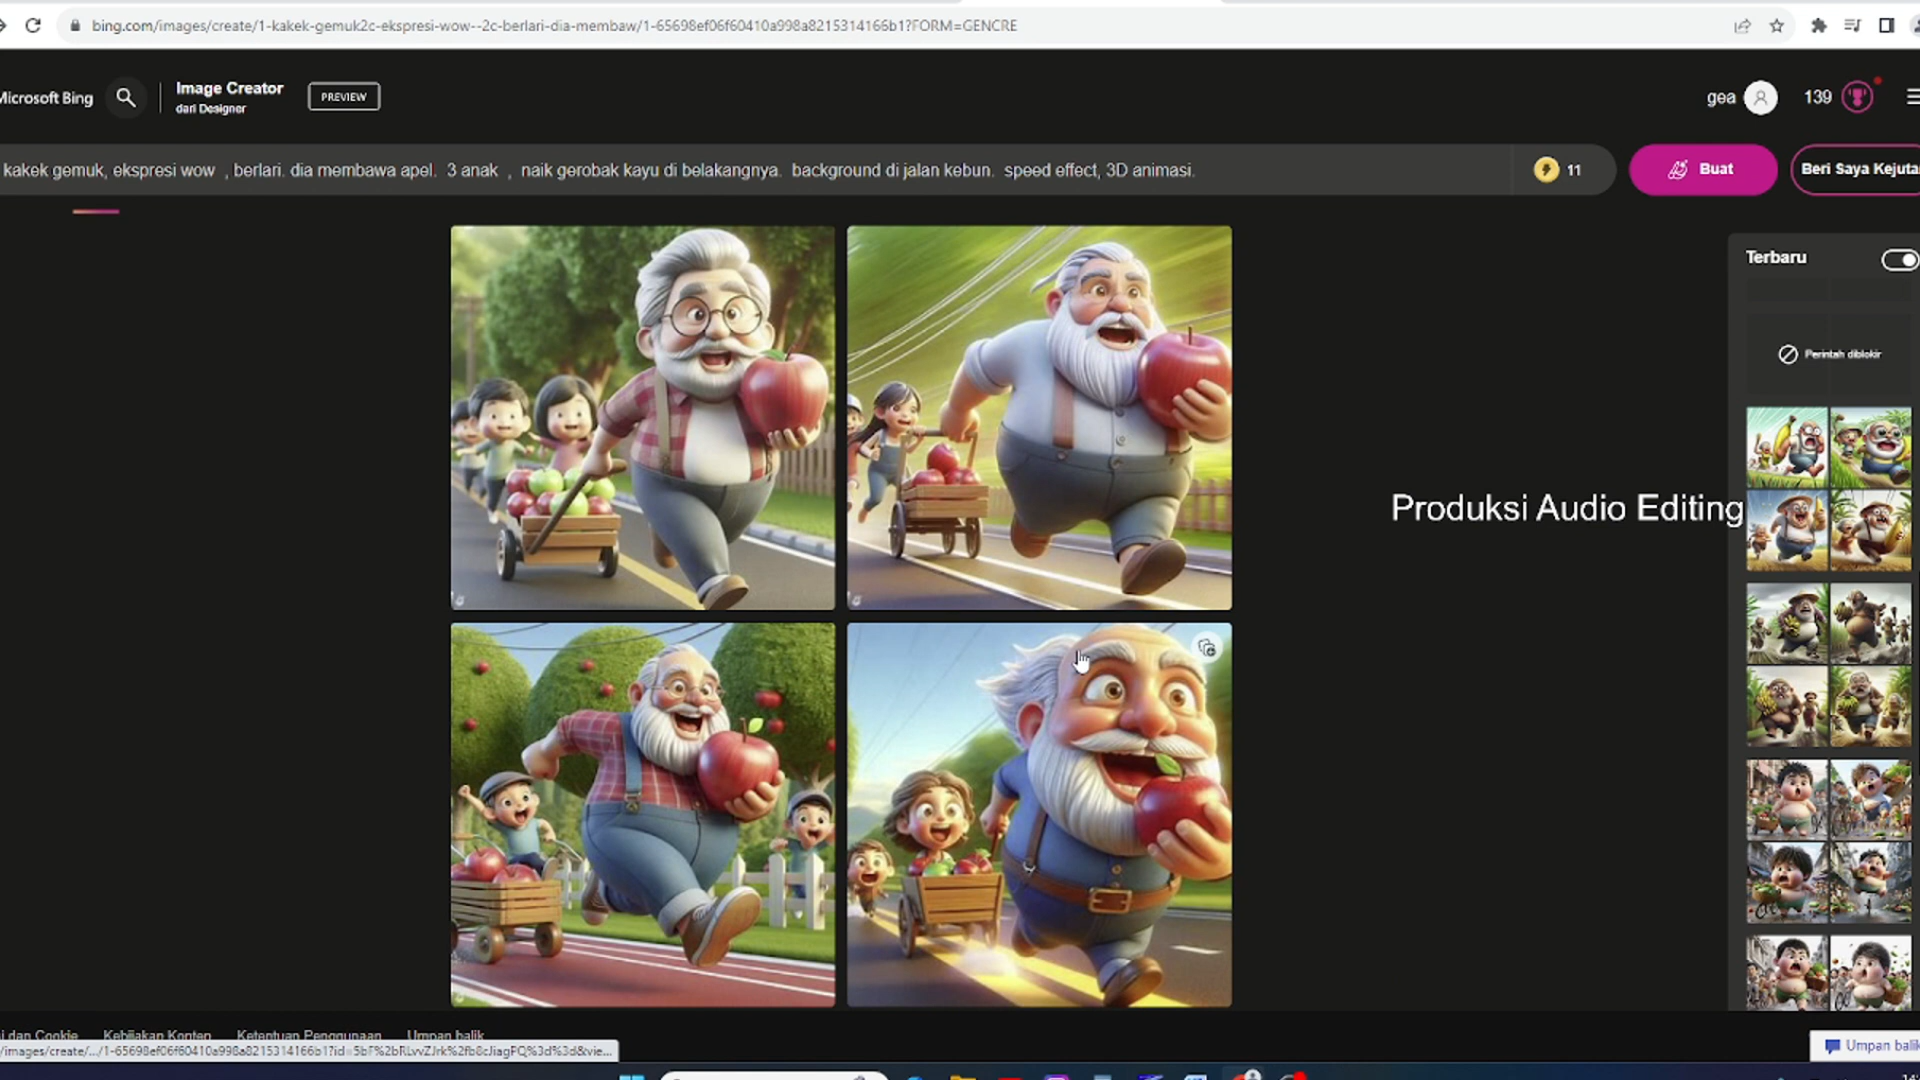 bing.com/images/create/1-kakek-gemuk2c-ekspresi-wow--2c-berlari-dia-membaw/1-65698ef06f60410a998a8215314166b1?FORM=GENCRE
Microsoft Bing
Image Creator
dari Designer
PREVIEW
gea
139
kakek gemuk, ekspresi wow , berlari. dia membawa apel. 3 anak , naik gerobak kayu di belakangnya. background di jalan kebun. speed effect, 3D animasi.
11
Buat
Beri Saya Kejuta
Terbaru
Perintah diblokir
Produksi Audio Editing
i dan Cookie Kebijakan Konten Ketentuan Penggunaan Umpan balik
Umpan balik